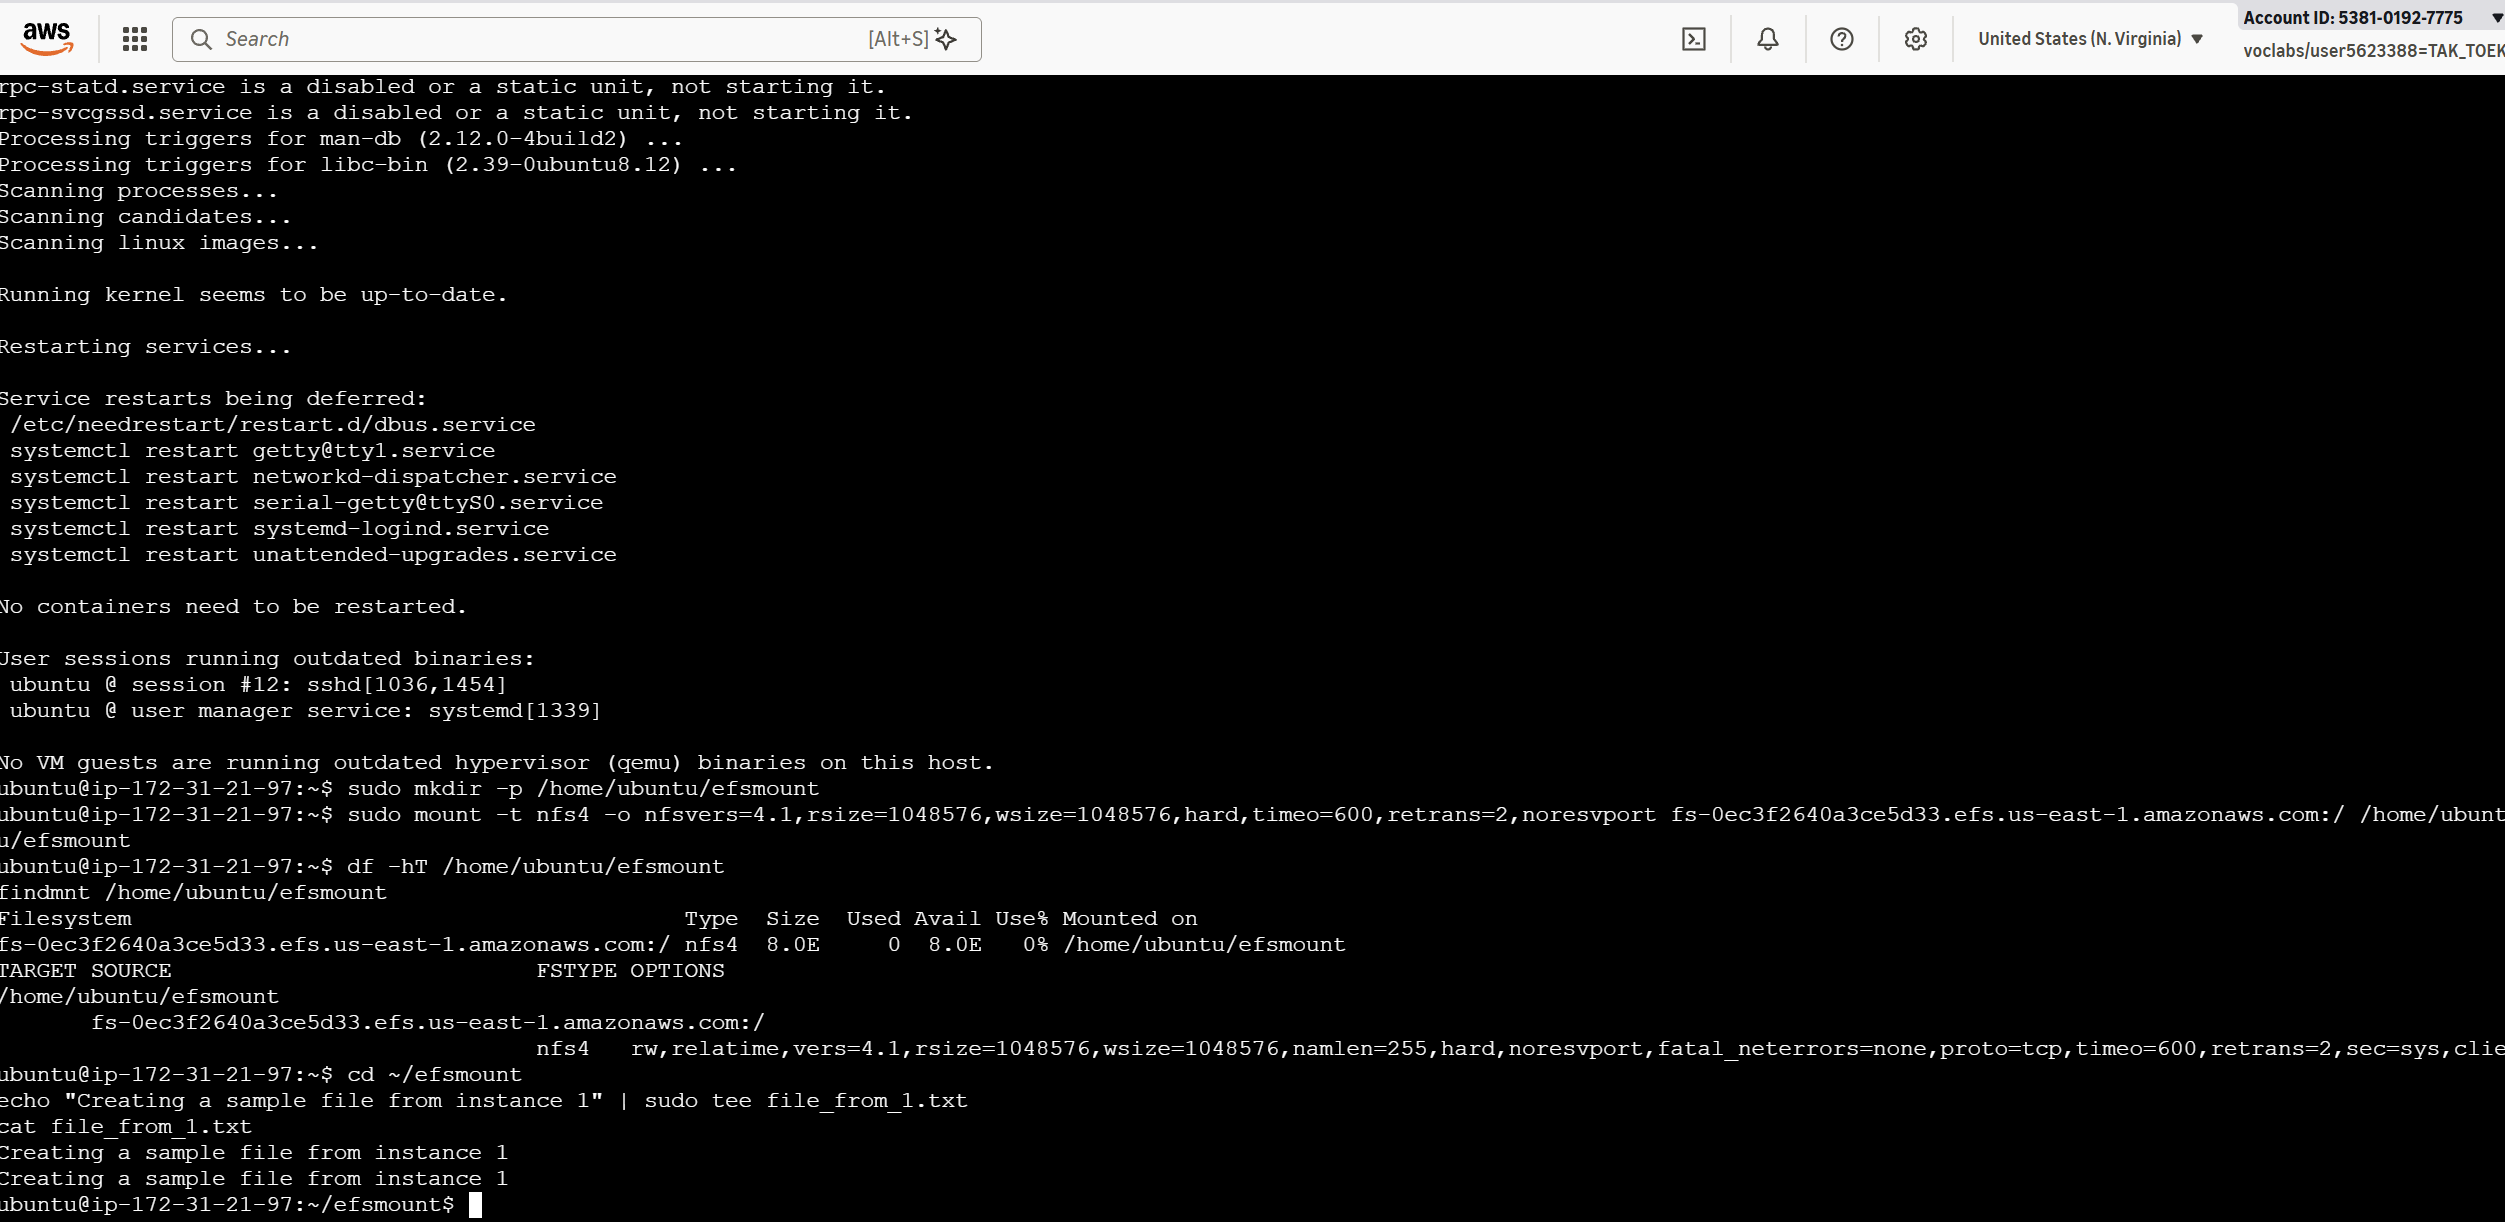 aws
Search [Alt+S]
United States (N. Virginia)
Account ID: 5381-0192-7775
voclabs/user5623388=TAK_TOEK
rpc-statd.service is a disabled or a static unit, not starting it.
rpc-svcgssd.service is a disabled or a static unit, not starting it.
Processing triggers for man-db (2.12.0-4build2) ...
Processing triggers for libc-bin (2.39-0ubuntu8.12) ...
Scanning processes...
Scanning candidates...
Scanning linux images...
Running kernel seems to be up-to-date.
Restarting services...
Service restarts being deferred:
/etc/needrestart/restart.d/dbus.service
systemctl restart getty@tty1.service
systemctl restart networkd-dispatcher.service
systemctl restart serial-getty@ttyS0.service
systemctl restart systemd-logind.service
systemctl restart unattended-upgrades.service
No containers need to be restarted.
User sessions running outdated binaries:
ubuntu @ session #12: sshd[1036,1454]
ubuntu @ user manager service: systemd[1339]
No VM guests are running outdated hypervisor (qemu) binaries on this host.
ubuntu@ip-172-31-21-97:~$ sudo mkdir -p /home/ubuntu/efsmount
ubuntu@ip-172-31-21-97:~$ sudo mount -t nfs4 -o nfsvers=4.1,rsize=1048576,wsize=1048576,hard,timeo=600,retrans=2,noresvport fs-0ec3f2640a3ce5d33.efs.us-east-1.amazonaws.com:/ /home/ubunt
u/efsmount
ubuntu@ip-172-31-21-97:~$ df -hT /home/ubuntu/efsmount
findmnt /home/ubuntu/efsmount
Filesystem Type Size Used Avail Use% Mounted on
fs-0ec3f2640a3ce5d33.efs.us-east-1.amazonaws.com:/ nfs4 8.0E 0 8.0E 0% /home/ubuntu/efsmount
TARGET SOURCE FSTYPE OPTIONS
/home/ubuntu/efsmount
fs-0ec3f2640a3ce5d33.efs.us-east-1.amazonaws.com:/
nfs4 rw,relatime,vers=4.1,rsize=1048576,wsize=1048576,namlen=255,hard,noresvport,fatal_neterrors=none,proto=tcp,timeo=600,retrans=2,sec=sys,clie
ubuntu@ip-172-31-21-97:~$ cd ~/efsmount
echo "Creating a sample file from instance 1" | sudo tee file_from_1.txt
cat file_from_1.txt
Creating a sample file from instance 1
Creating a sample file from instance 1
ubuntu@ip-172-31-21-97:~/efsmount$